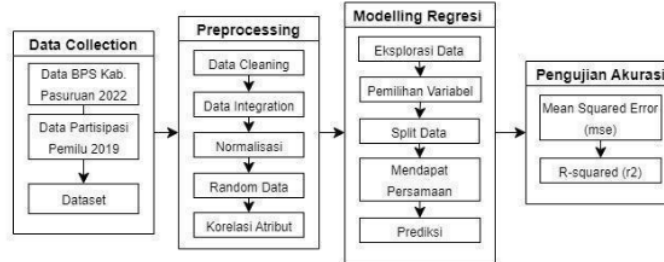 Data Collection
Data BPS Kab.
Pasuruan 2022
Data Partisipasi
Pemilu 2019
Dataset
Preprocessing
Data Cleaning
Data Integration
Normalisasi
Random Data
Korelasi Atribut
Modelling Regresi
Eksplorasi Data
Pemilihan Variabel
Split Data
Mendapat
Persamaan
Prediksi
Pengujian Akurasi
Mean Squared Error
(mse)
R-squared (r2)